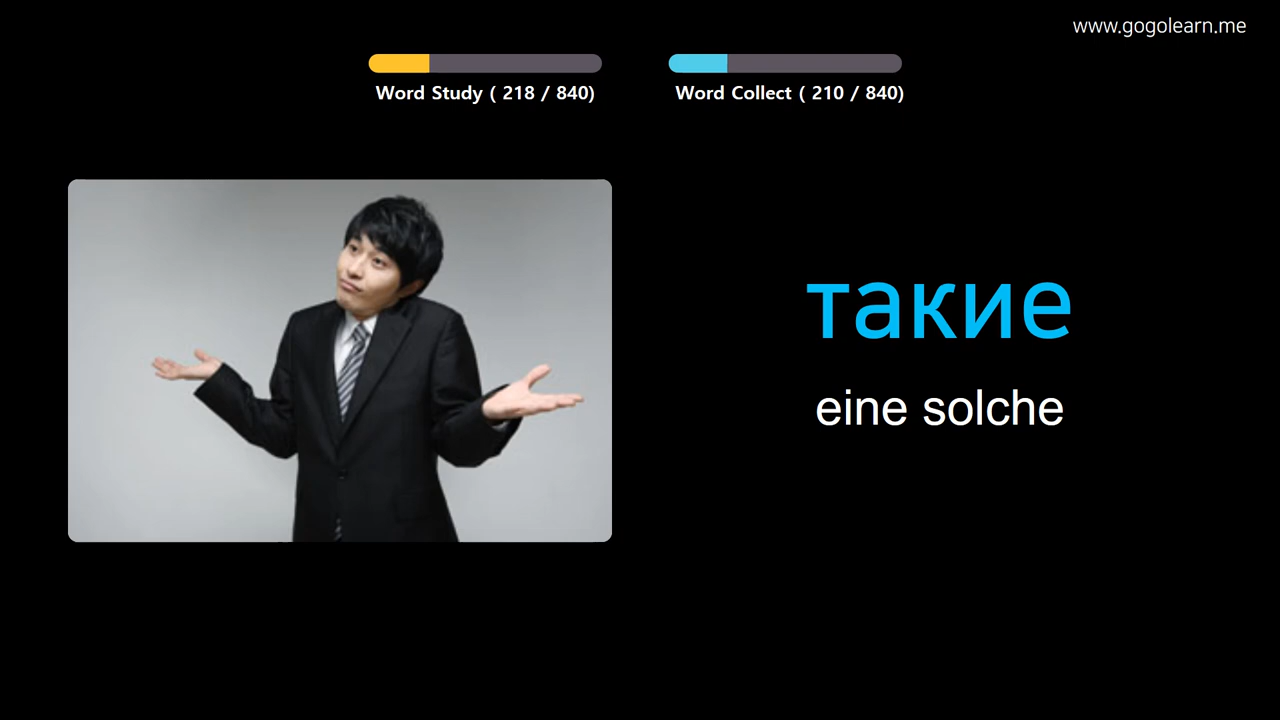 www.gogolearn.me
Word Study ( 218 / 840)
Word Collect ( 210 / 840)
такие
eine solche